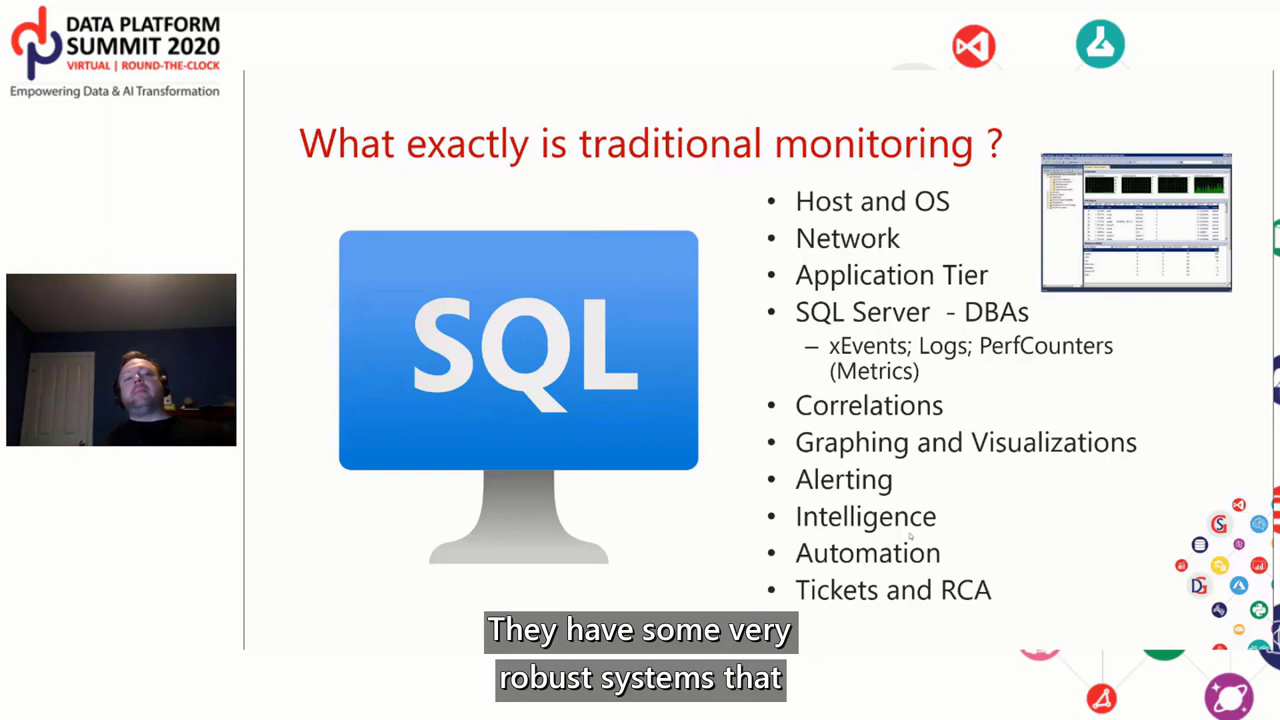 DATA PLATFORM
SUMMIT 2020
VIRTUAL | ROUND-THE-CLOCK
Empowering Data & AI Transformation
What exactly is traditional monitoring ?
SQL
• Host and OS
• Network
• Application Tier
• SQL Server - DBAs
– xEvents; Logs; PerfCounters
(Metrics)
• Correlations
• Graphing and Visualizations
• Alerting
• Intelligence
• Automation
• Tickets and RCA
They have some very
robust systems that